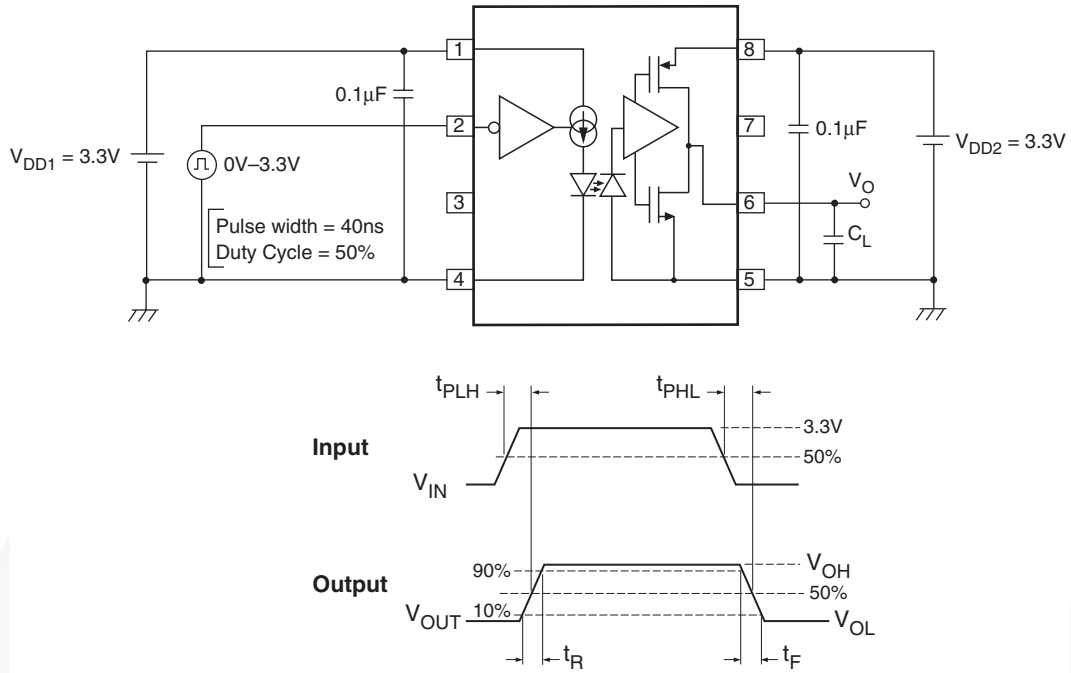 1
8
0.1μF
2
7
0.1μF
V_DD1 = 3.3V
0V–3.3V
V_DD2 = 3.3V
V_O
3
6
Pulse width = 40ns
Duty Cycle = 50%
C_L
4
5
t_PLH
t_PHL
Input
3.3V
50%
V_IN
Output
90%
V_OH
50%
V_OUT
10%
V_OL
t_R
t_F